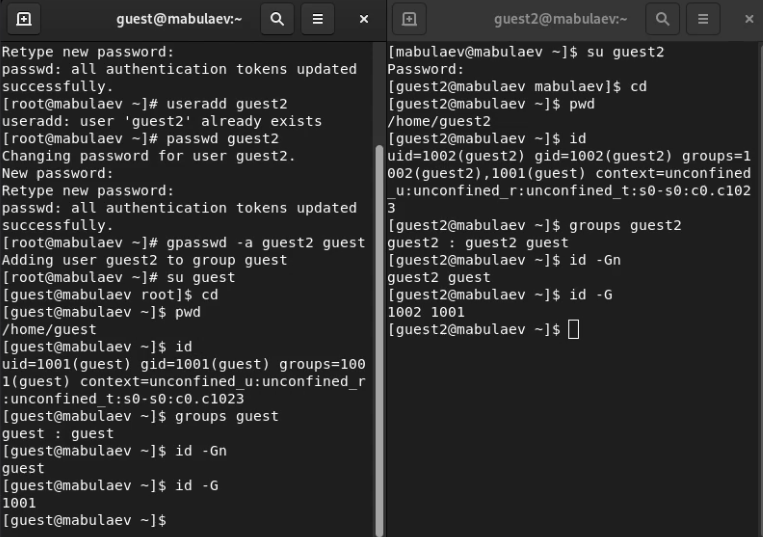 guest@mabulaev:~
Retype new password:
passwd: all authentication tokens updated
successfully.
[root@mabulaev ~]# useradd guest2
useradd: user 'guest2' already exists
[root@mabulaev ~]# passwd guest2
Changing password for user guest2.
New password:
Retype new password:
passwd: all authentication tokens updated
successfully.
[root@mabulaev ~]# gpasswd -a guest2 guest
Adding user guest2 to group guest
[root@mabulaev ~]# su guest
[guest@mabulaev root]$ cd
[guest@mabulaev ~]$ pwd
/home/guest
[guest@mabulaev ~]$ id
uid=1001(guest) gid=1001(guest) groups=100
1(guest) context=unconfined_u:unconfined_r
:unconfined_t:s0-s0:c0.c1023
[guest@mabulaev ~]$ groups guest
guest : guest
[guest@mabulaev ~]$ id -Gn
guest
[guest@mabulaev ~]$ id -G
1001
[guest@mabulaev ~]$
guest2@mabulaev:~
[mabulaev@mabulaev ~]$ su guest2
Password:
[guest2@mabulaev mabulaev]$ cd
[guest2@mabulaev ~]$ pwd
/home/guest2
[guest2@mabulaev ~]$ id
uid=1002(guest2) gid=1002(guest2) groups=1
002(guest2),1001(guest) context=unconfined
_u:unconfined_r:unconfined_t:s0-s0:c0.c102
3
[guest2@mabulaev ~]$ groups guest2
guest2 : guest2 guest
[guest2@mabulaev ~]$ id -Gn
guest2 guest
[guest2@mabulaev ~]$ id -G
1002 1001
[guest2@mabulaev ~]$